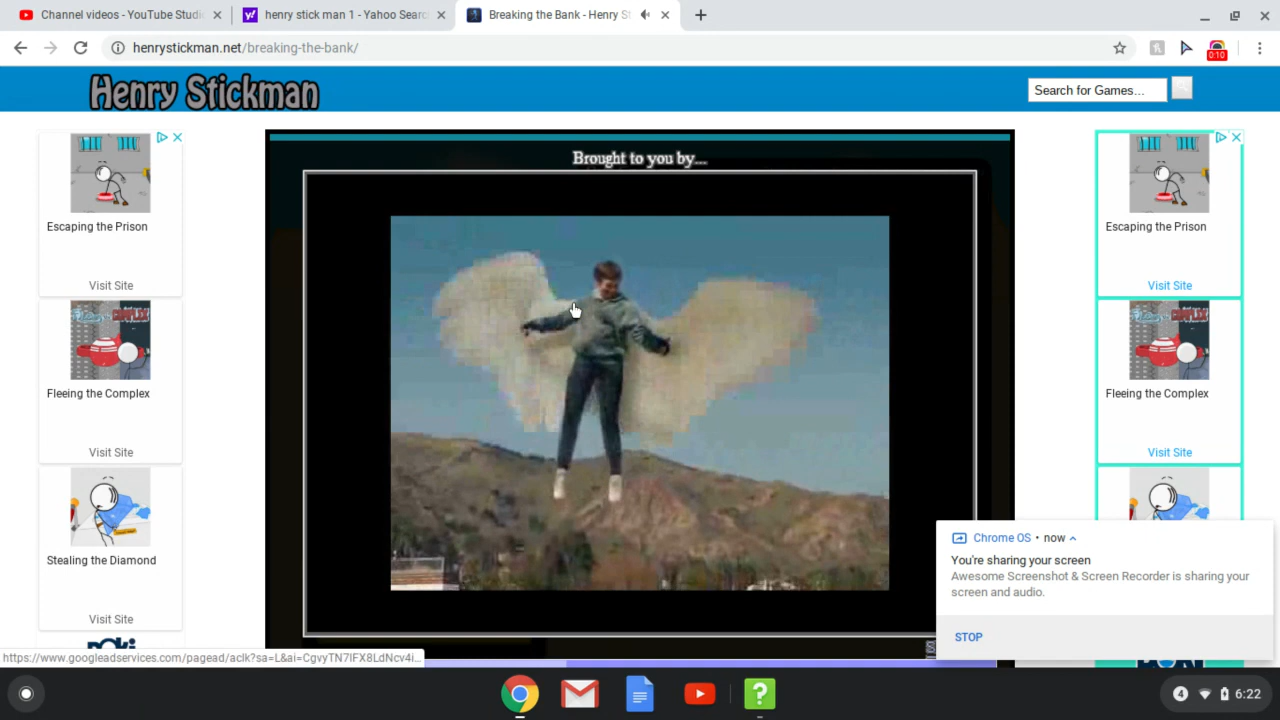 Channel videos - YouTube Studi
henry stick man 1 - Yahoo Searc
Breaking the Bank - Henry St
henrystickman.net/breaking-the-bank/
0:10
Henry Stickman
Search for Games...
Brought to you by...
Escaping the Prison
Visit Site
Fleeing the Complex
Visit Site
Stealing the Diamond
Visit Site
Escaping the Prison
Visit Site
Fleeing the Complex
Visit Site
Chrome OS • now
You're sharing your screen
Awesome Screenshot & Screen Recorder is sharing your
screen and audio.
STOP
https://www.googleadservices.com/pagead/aclk?sa=L&ai=CgvyTN7lFX8LdNcv4i...
4
6:22